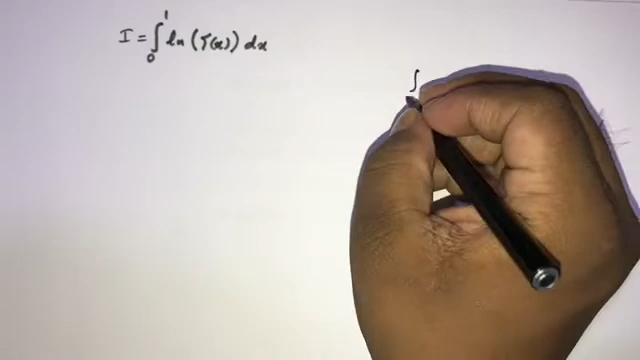 I = ∫₀¹ ln (Γ(x)) dx
∫